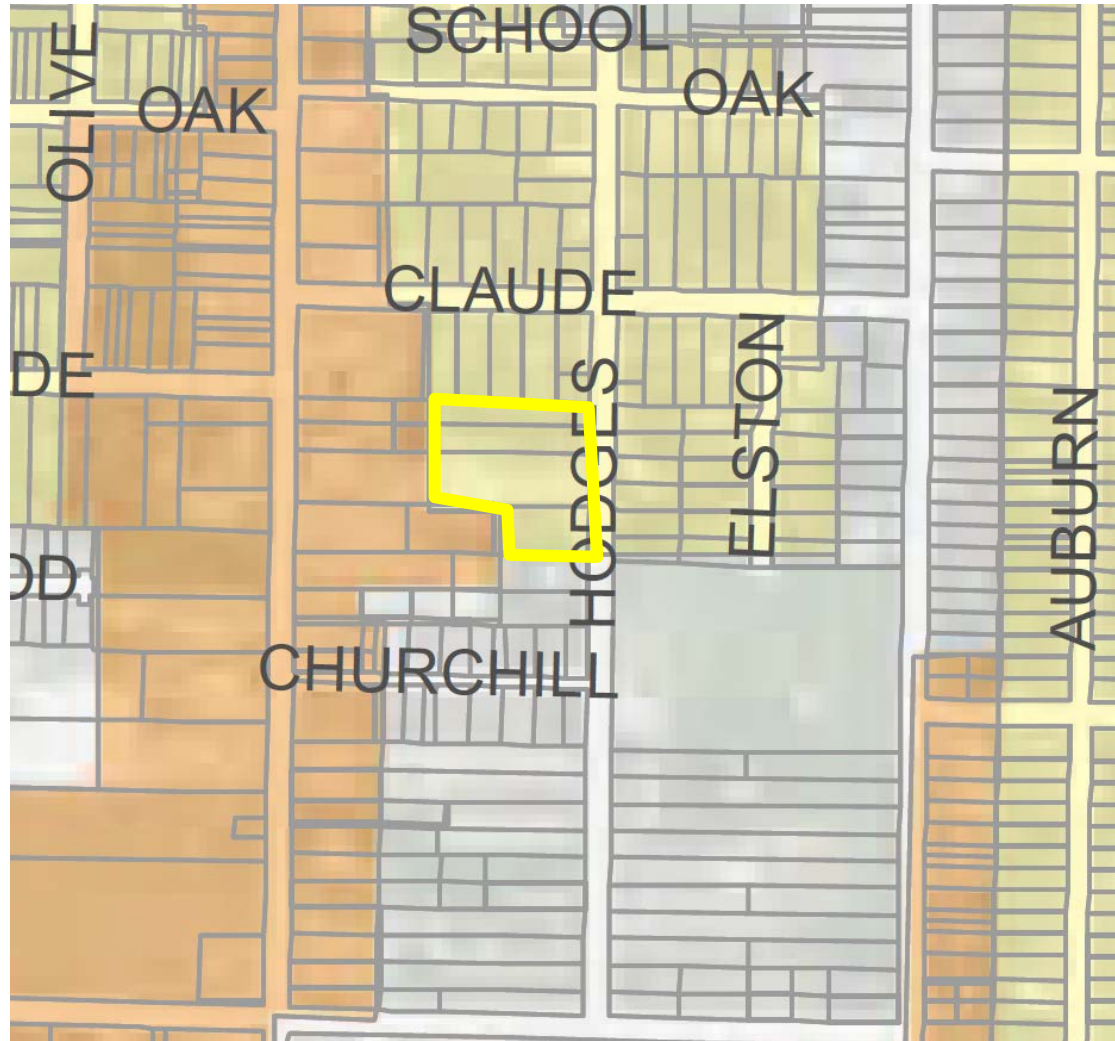 SCHOOL
OLIVE
OAK
OAK
CLAUDE
DE
HODGES
ELSTON
AUBURN
OD
CHURCHILL